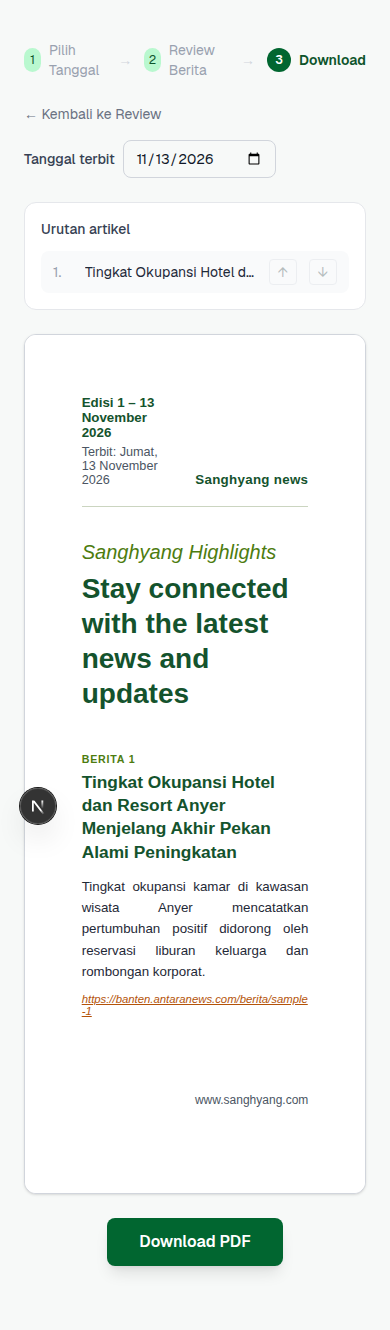 1 Pilih Tanggal → 2 Review Berita → 3 Download
← Kembali ke Review
Tanggal terbit 11/13/2026
Urutan artikel
1. Tingkat Okupansi Hotel d... ↑ ↓
Edisi 1 – 13
November
2026
Terbit: Jumat,
13 November
2026
Sanghyang news
Sanghyang Highlights
Stay connected
with the latest
news and
updates
BERITA 1
Tingkat Okupansi Hotel
dan Resort Anyer
Menjelang Akhir Pekan
Alami Peningkatan
Tingkat okupansi kamar di kawasan
wisata Anyer mencatatkan
pertumbuhan positif didorong oleh
reservasi liburan keluarga dan
rombongan korporat.
https://banten.antaranews.com/berita/sample
-1
N
www.sanghyang.com
Download PDF